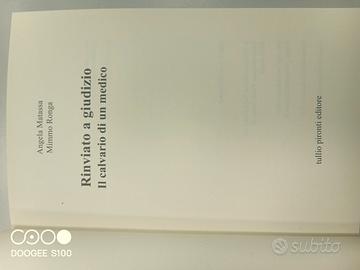 Angela Matassa
Mimmo Ronga
Rinviato a giudizio
Il calvario di un medico
tullio pironti editore
DOOGEE S100
subito